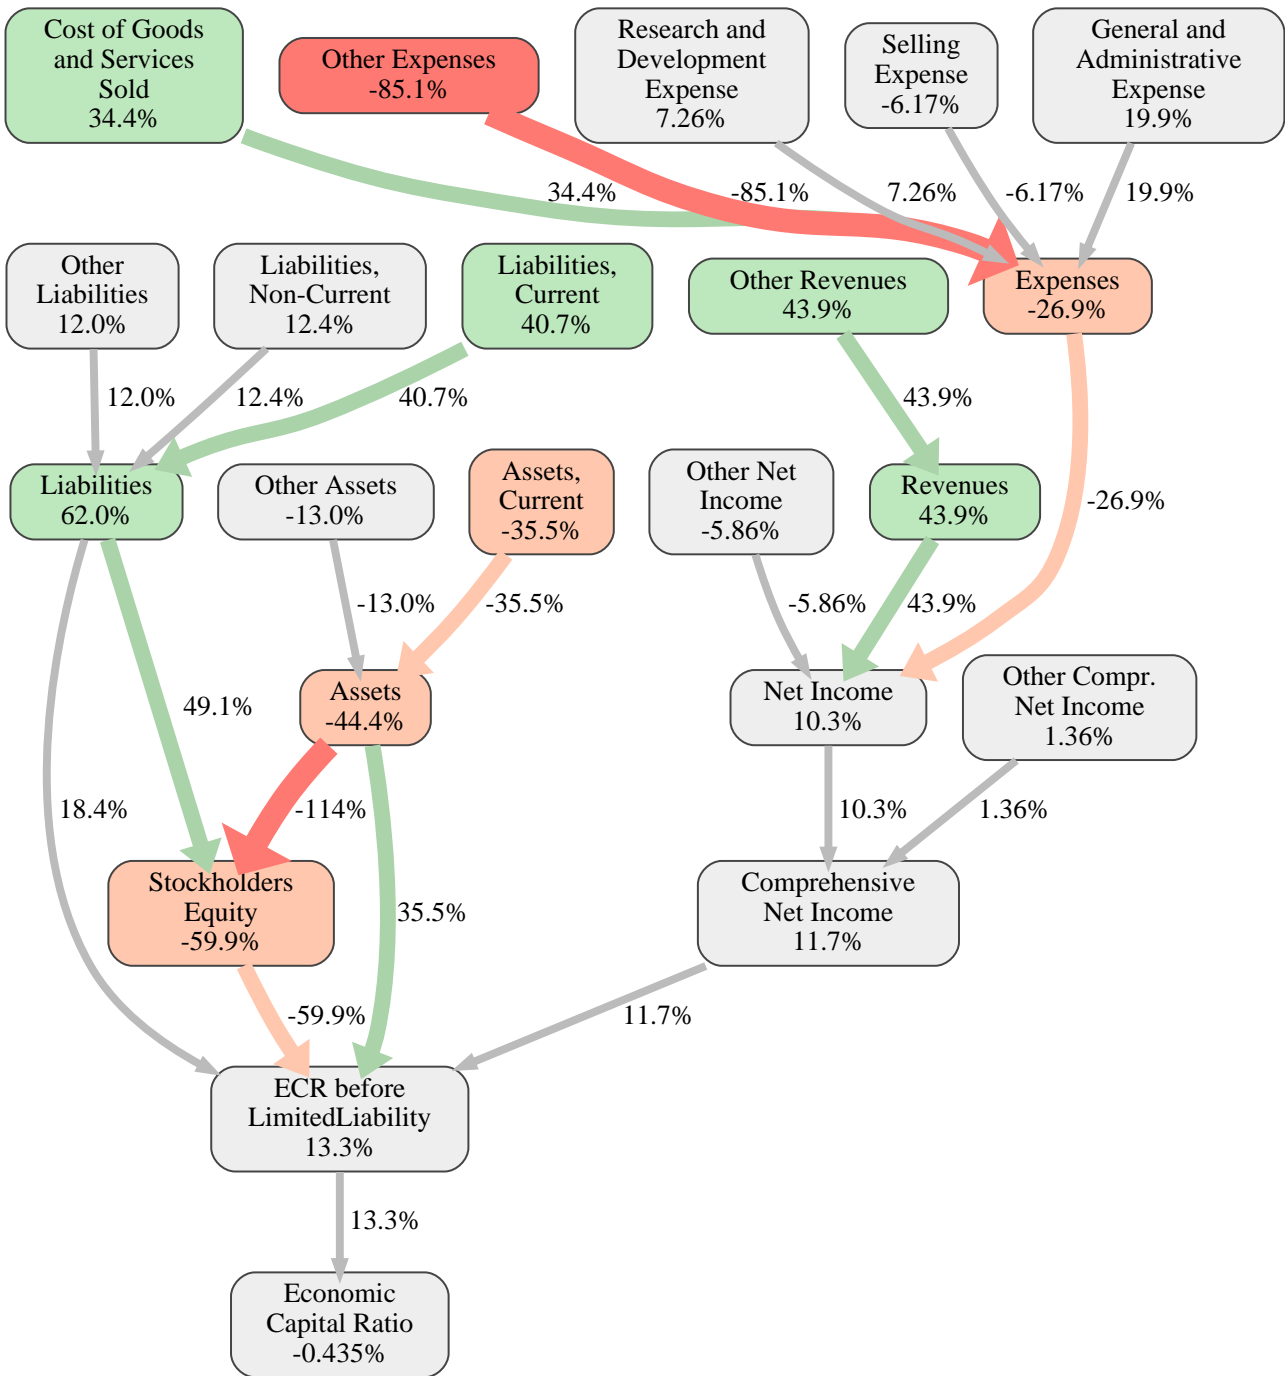 Cost of Goods
and Services
Sold
34.4%
Other Expenses
-85.1%
Research and
Development
Expense
7.26%
Selling
Expense
-6.17%
General and
Administrative
Expense
19.9%
34.4%
-85.1%
7.26%
-6.17%
19.9%
Other
Liabilities
12.0%
Liabilities,
Non-Current
12.4%
Liabilities,
Current
40.7%
Other Revenues
43.9%
Expenses
-26.9%
12.0%
12.4%
40.7%
43.9%
Liabilities
62.0%
Other Assets
-13.0%
Assets,
Current
-35.5%
Other Net
Income
-5.86%
Revenues
43.9%
-26.9%
-13.0%
-35.5%
-5.86%
43.9%
49.1%
Assets
-44.4%
Net Income
10.3%
Other Compr.
Net Income
1.36%
18.4%
-114%
10.3%
1.36%
Stockholders
Equity
-59.9%
35.5%
Comprehensive
Net Income
11.7%
-59.9%
11.7%
ECR before
LimitedLiability
13.3%
13.3%
Economic
Capital Ratio
-0.435%